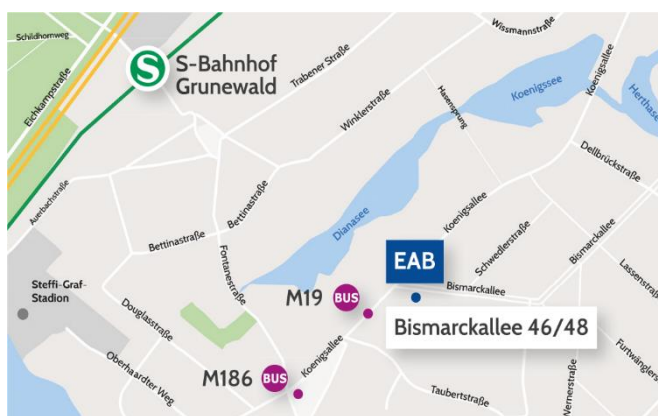 Schildhornweg
Eichkampstraße
S
S-Bahnhof
Grunewald
Trabener Straße
Wissmannstraße
Winklerstraße
Hasensprung
Koenigssee
Koenigsallee
Herthasee
Dellbrückstraße
Auerbachstraße
Bettinastraße
Bettinastraße
Fontanestraße
Dianasee
Koenigsallee
Schwedlerstraße
Bismarckallee
Lassenstraße
Steffi-Graf-
Stadion
Douglasstraße
Oberhaardter Weg
EAB
Bismarckallee
M19 BUS
Bismarckallee 46/48
M186 BUS
Koenigsallee
Taubertstraße
Wernerstraße
Furtwängler